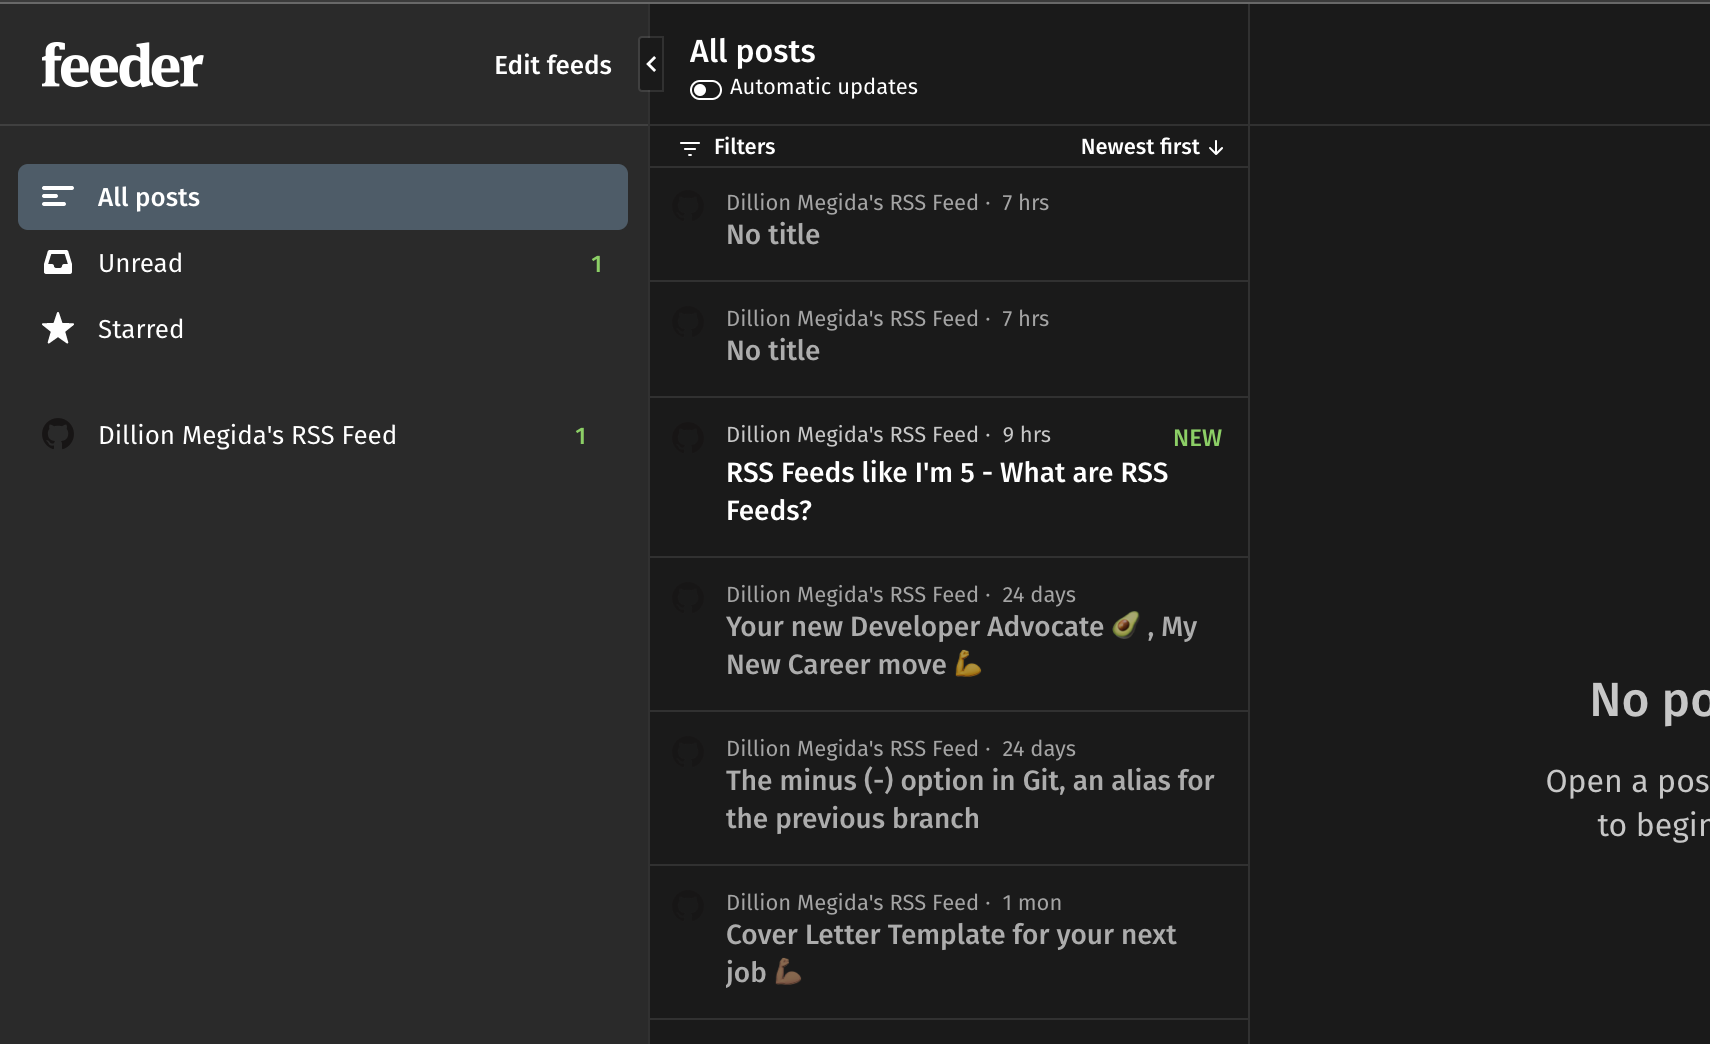 feeder
Edit feeds
All posts
Unread 1
Starred
Dillion Megida's RSS Feed 1
All posts
Automatic updates
Filters
Newest first ↓
Dillion Megida's RSS Feed · 7 hrs
No title
Dillion Megida's RSS Feed · 7 hrs
No title
Dillion Megida's RSS Feed · 9 hrs NEW
RSS Feeds like I'm 5 - What are RSS
Feeds?
Dillion Megida's RSS Feed · 24 days
Your new Developer Advocate 🥑 , My
New Career move 💪
Dillion Megida's RSS Feed · 24 days
The minus (-) option in Git, an alias for
the previous branch
Dillion Megida's RSS Feed · 1 mon
Cover Letter Template for your next
job 💪🏾
No po
Open a pos
to begin